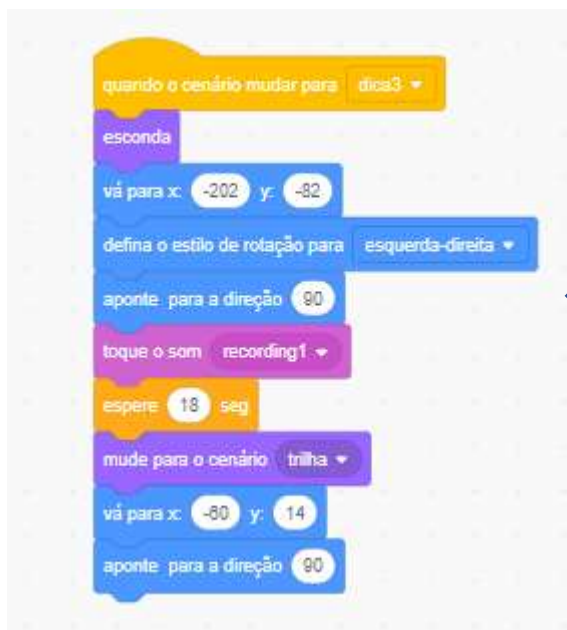 quando o cenário mudar para dica3
esconda
vá para x: -202 y: -82
defina o estilo de rotação para esquerda-direita
aponte para a direção 90
toque o som recording1
espere 18 seg
mude para o cenário trilha
vá para x: -60 y: 14
aponte para a direção 90